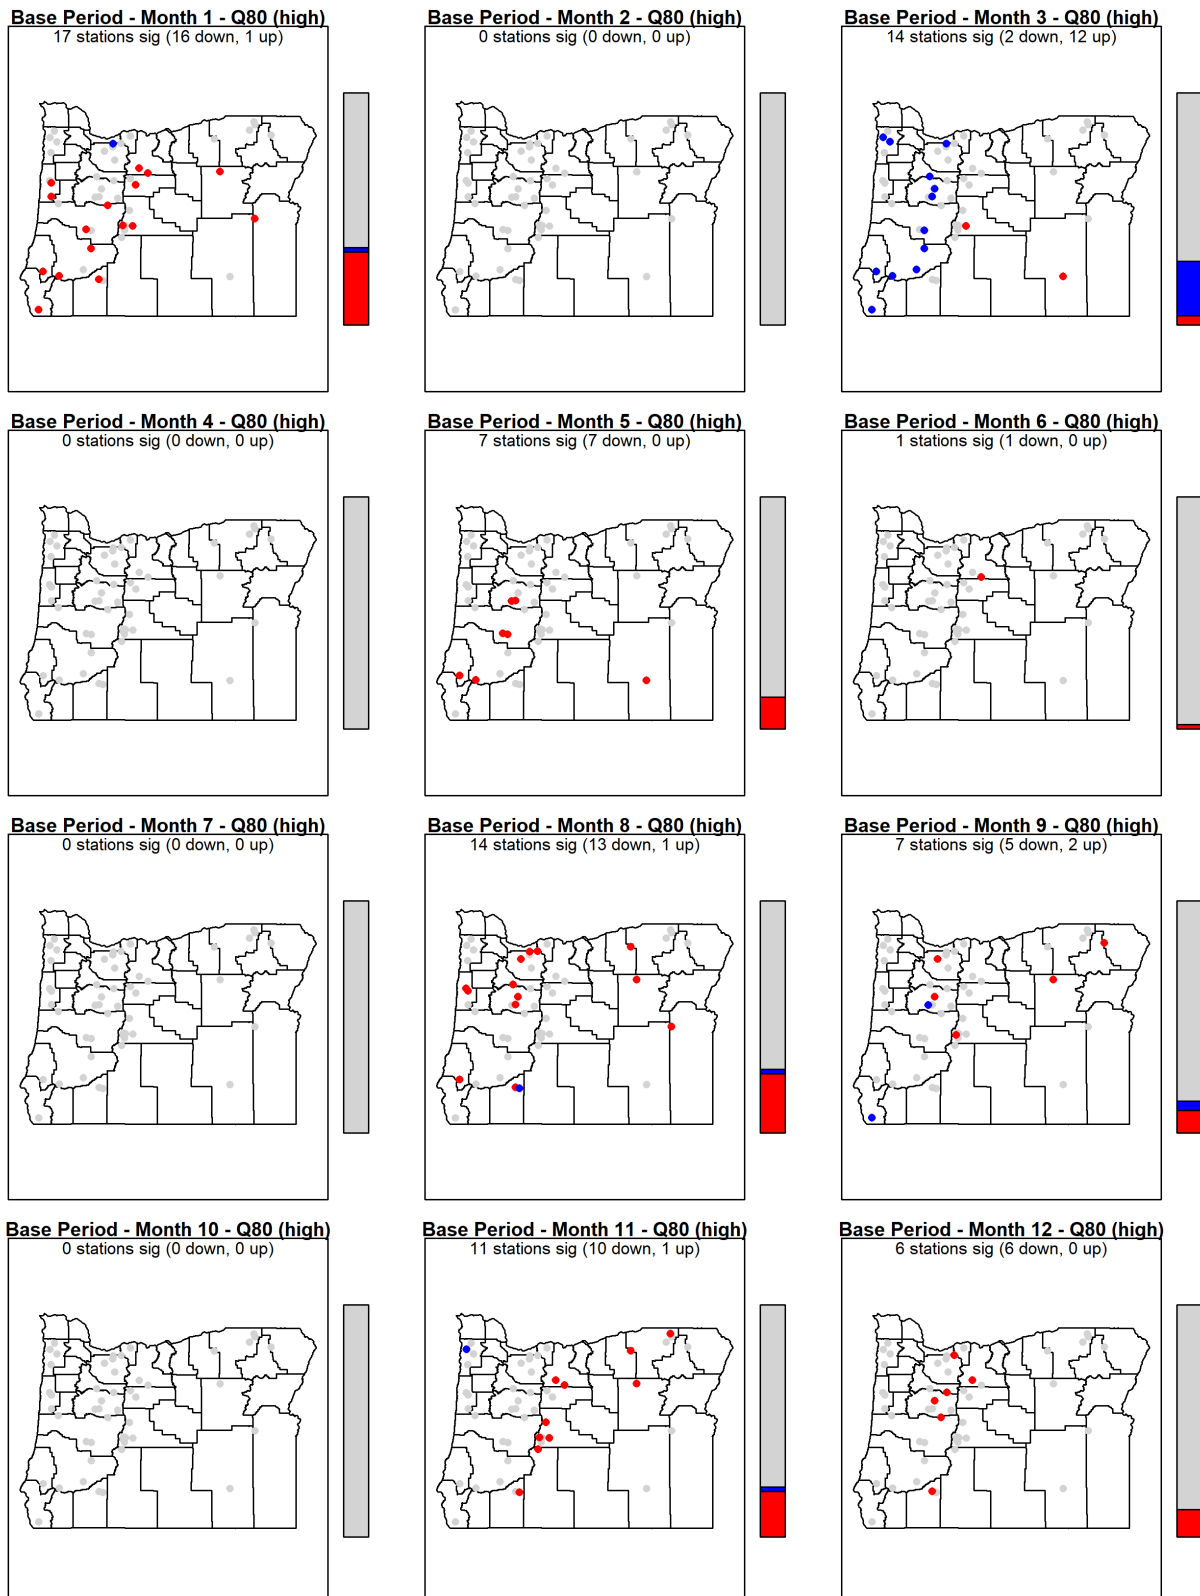 Base Period - Month 1 - Q80 (high)
17 stations sig (16 down, 1 up)
Base Period - Month 2 - Q80 (high)
0 stations sig (0 down, 0 up)
Base Period - Month 3 - Q80 (high)
14 stations sig (2 down, 12 up)
Base Period - Month 4 - Q80 (high)
0 stations sig (0 down, 0 up)
Base Period - Month 5 - Q80 (high)
7 stations sig (7 down, 0 up)
Base Period - Month 6 - Q80 (high)
1 stations sig (1 down, 0 up)
Base Period - Month 7 - Q80 (high)
0 stations sig (0 down, 0 up)
Base Period - Month 8 - Q80 (high)
14 stations sig (13 down, 1 up)
Base Period - Month 9 - Q80 (high)
7 stations sig (5 down, 2 up)
Base Period - Month 10 - Q80 (high)
0 stations sig (0 down, 0 up)
Base Period - Month 11 - Q80 (high)
11 stations sig (10 down, 1 up)
Base Period - Month 12 - Q80 (high)
6 stations sig (6 down, 0 up)